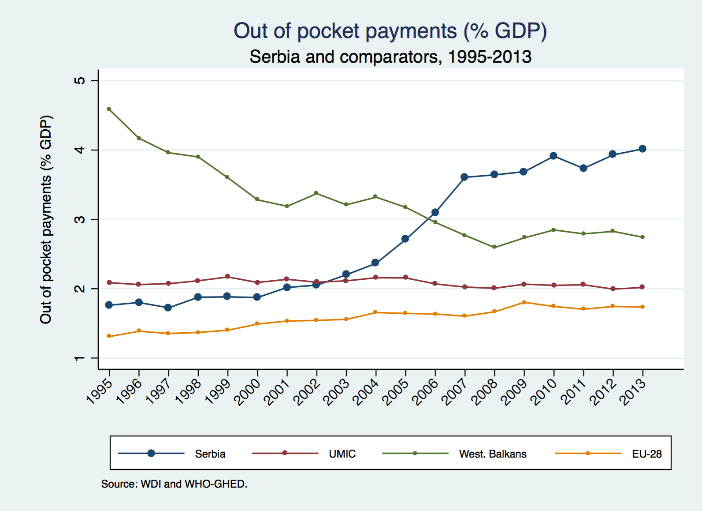 Out of pocket payments (% GDP)
Serbia and comparators, 1995-2013
Out of pocket payments (% GDP)
5
4
3
2
1
1995 1996 1997 1998 1999 2000 2001 2002 2003 2004 2005 2006 2007 2008 2009 2010 2011 2012 2013
Serbia UMIC West. Balkans EU-28
Source: WDI and WHO-GHED.